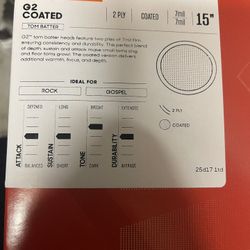 G2
COATED
TOM BATTER
2 PLY
COATED
7mil
7mil
15"
G2™ tom batter heads feature two plies of 7mil film,
ensuring consistency and durability. This perfect blend
of depth, sustain and attack make small toms sing
and floor toms growl. The coated version delivers
additional warmth, focus, and depth.
IDEAL FOR
ROCK
GOSPEL
DEFINED
LONG
BRIGHT
EXTENDED
ATTACK
SUSTAIN
TONE
DURABILITY
BALANCED
SHORT
DARK
AVERAGE
2 PLY
COATED
25d17 1td